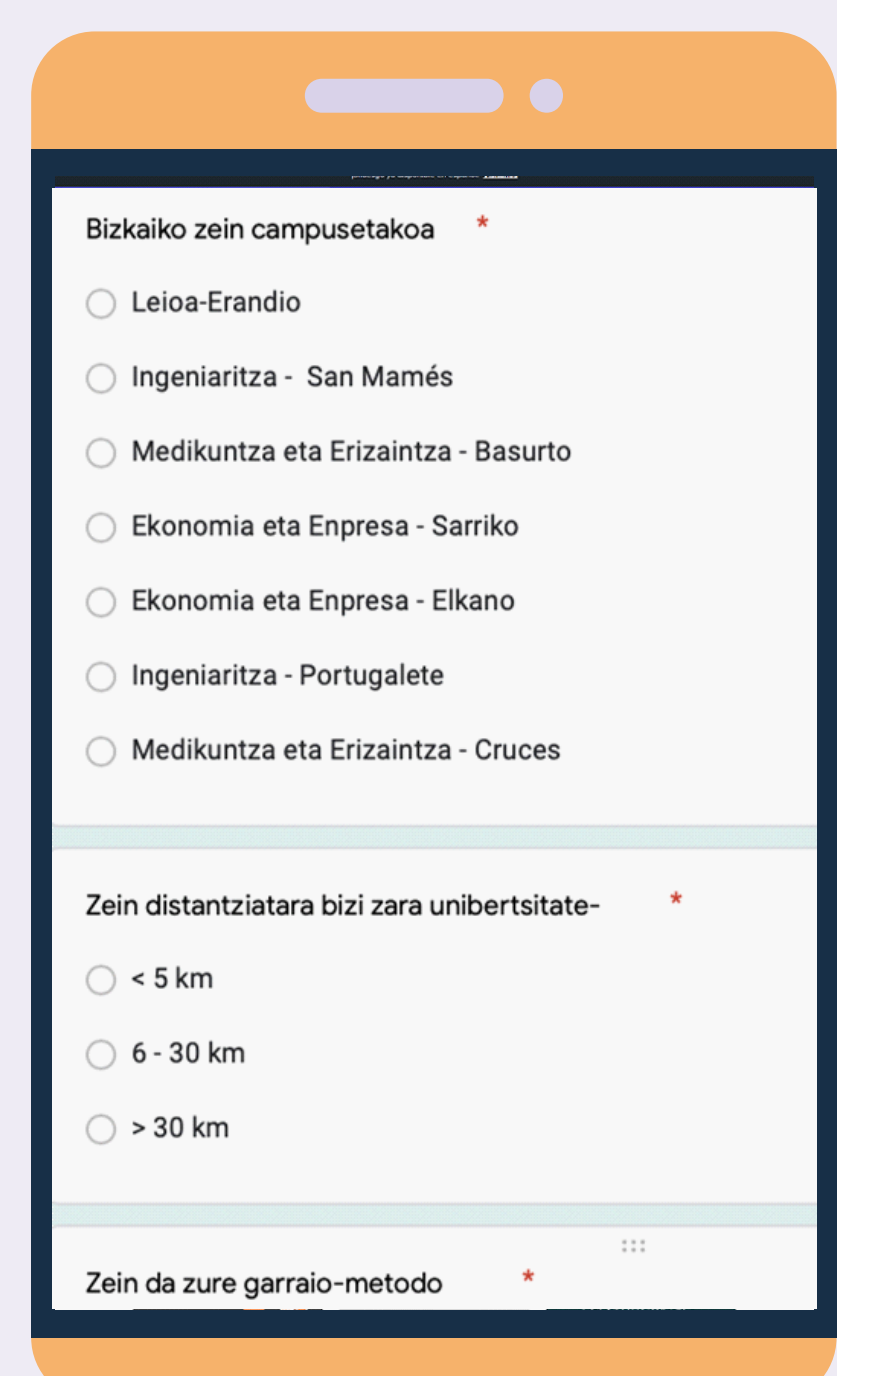 Bizkaiko zein campusetakoa *
Leioa-Erandio
Ingeniaritza - San Mamés
Medikuntza eta Erizaintza - Basurto
Ekonomia eta Enpresa - Sarriko
Ekonomia eta Enpresa - Elkano
Ingeniaritza - Portugalete
Medikuntza eta Erizaintza - Cruces
Zein distantziatara bizi zara unibertsitate- *
< 5 km
6 - 30 km
> 30 km
Zein da zure garraio-metodo *